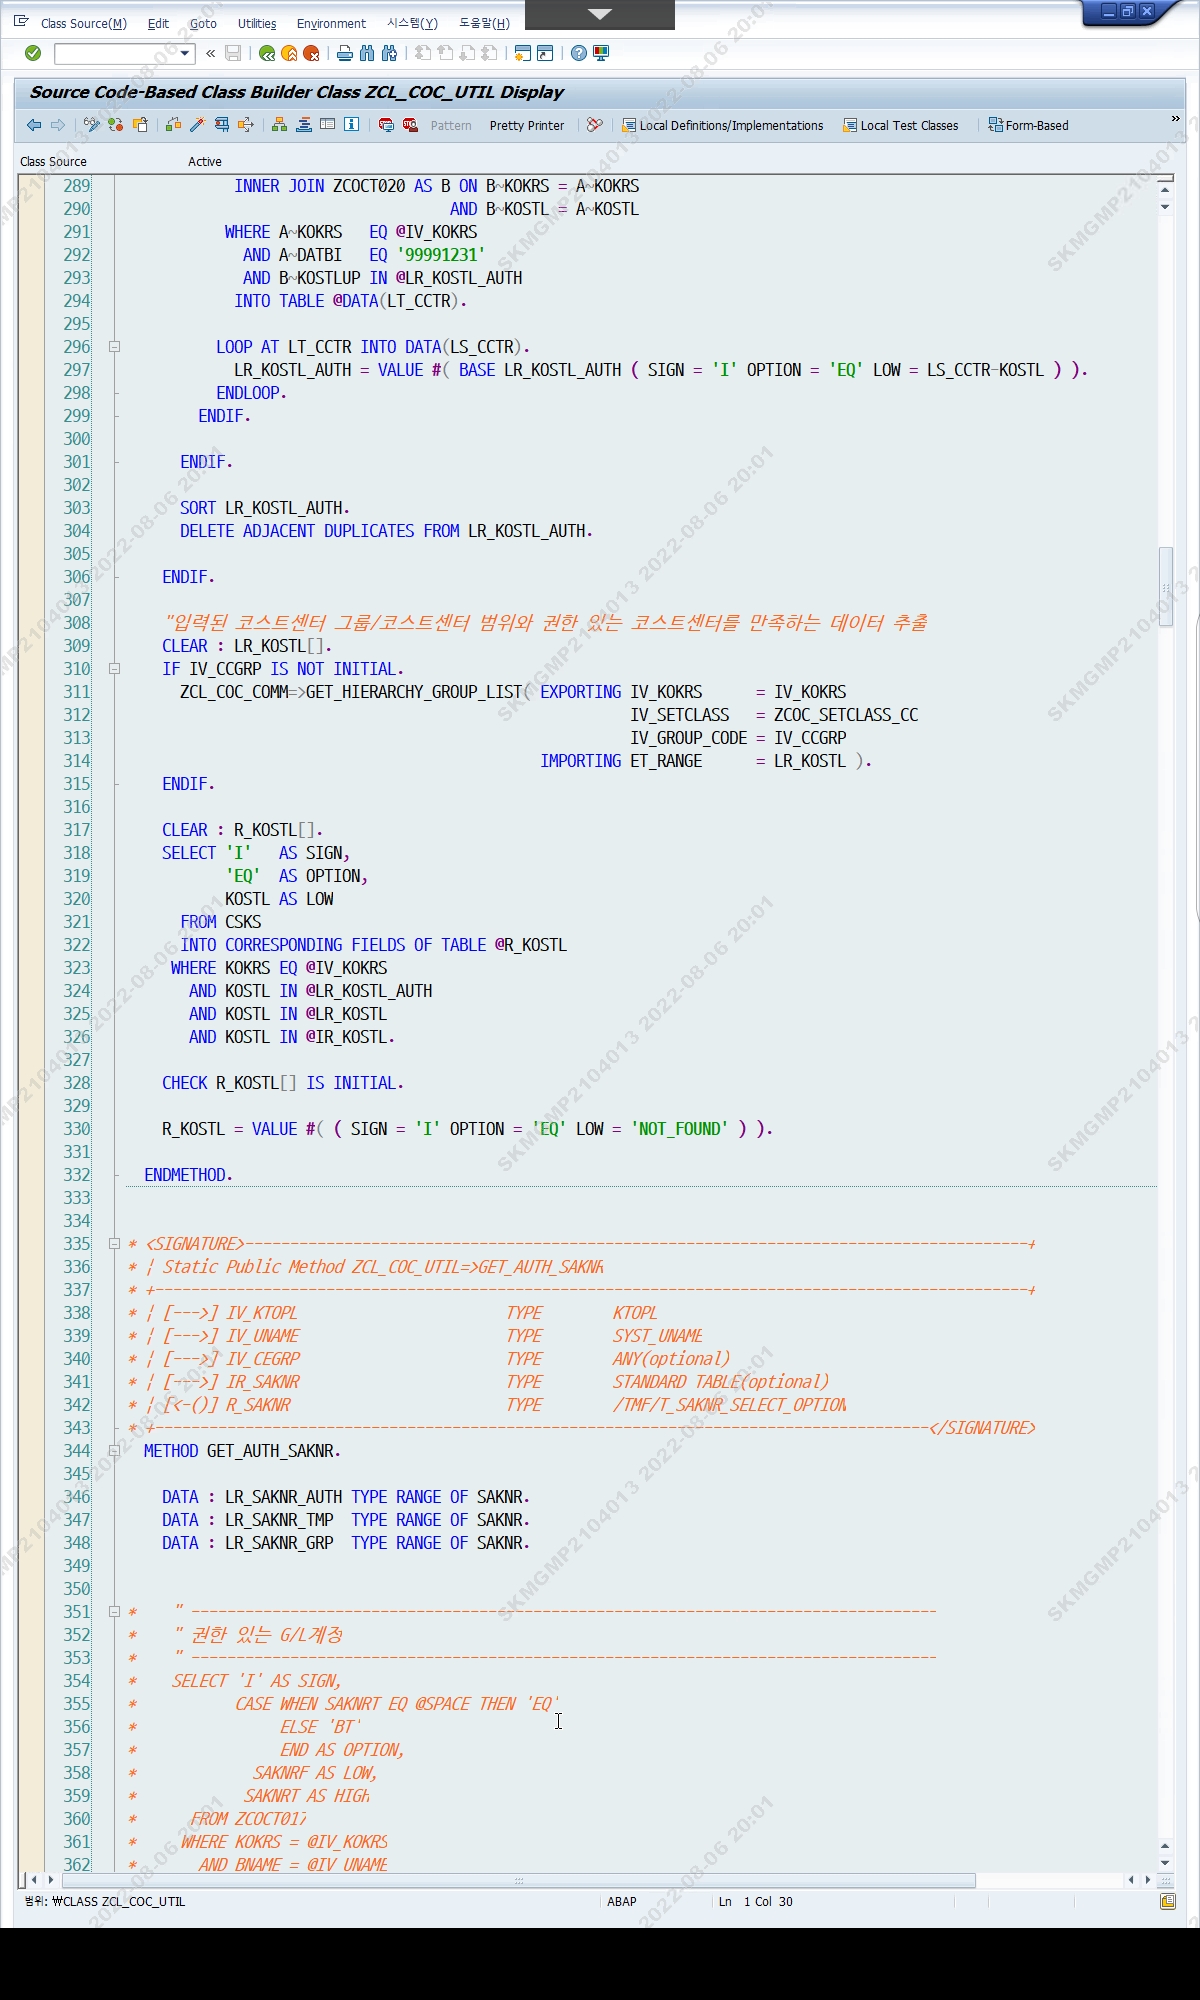 Class Source(M) Edit Goto Utilities Environment 시스템(Y) 도움말(H)
Source Code-Based Class Builder Class ZCL_COC_UTIL Display
Pattern Pretty Printer Local Definitions/Implementations Local Test Classes Form-Based
Class Source Active
289 INNER JOIN ZCOCT020 AS B ON B~KOKRS = A~KOKRS
290 AND B~KOSTL = A~KOSTL
291 WHERE A~KOKRS EQ @IV_KOKRS
292 AND A~DATBI EQ '99991231'
293 AND B~KOSTLUP IN @LR_KOSTL_AUTH
294 INTO TABLE @DATA(LT_CCTR).
295
296 LOOP AT LT_CCTR INTO DATA(LS_CCTR).
297 LR_KOSTL_AUTH = VALUE #( BASE LR_KOSTL_AUTH ( SIGN = 'I' OPTION = 'EQ' LOW = LS_CCTR-KOSTL ) ).
298 ENDLOOP.
299 ENDIF.
300
301 ENDIF.
302
303 SORT LR_KOSTL_AUTH.
304 DELETE ADJACENT DUPLICATES FROM LR_KOSTL_AUTH.
305
306 ENDIF.
307
308 "입력된 코스트센터 그룹/코스트센터 범위와 권한 있는 코스트센터를 만족하는 데이터 추출
309 CLEAR : LR_KOSTL[].
310 IF IV_CCGRP IS NOT INITIAL.
311 ZCL_COC_COMM=>GET_HIERARCHY_GROUP_LIST( EXPORTING IV_KOKRS = IV_KOKRS
312 IV_SETCLASS = ZCOC_SETCLASS_CC
313 IV_GROUP_CODE = IV_CCGRP
314 IMPORTING ET_RANGE = LR_KOSTL ).
315 ENDIF.
316
317 CLEAR : R_KOSTL[].
318 SELECT 'I' AS SIGN,
319 'EQ' AS OPTION,
320 KOSTL AS LOW
321 FROM CSKS
322 INTO CORRESPONDING FIELDS OF TABLE @R_KOSTL
323 WHERE KOKRS EQ @IV_KOKRS
324 AND KOSTL IN @LR_KOSTL_AUTH
325 AND KOSTL IN @LR_KOSTL
326 AND KOSTL IN @IR_KOSTL.
327
328 CHECK R_KOSTL[] IS INITIAL.
329
330 R_KOSTL = VALUE #( ( SIGN = 'I' OPTION = 'EQ' LOW = 'NOT_FOUND' ) ).
331
332 ENDMETHOD.
333
334
335 * <SIGNATURE>---------------------------------------------------------------------------------------+
336 * | Static Public Method ZCL_COC_UTIL=>GET_AUTH_SAKNR
337 * +-------------------------------------------------------------------------------------------------+
338 * | [--->] IV_KTOPL TYPE KTOPL
339 * | [--->] IV_UNAME TYPE SYST_UNAME
340 * | [--->] IV_CEGRP TYPE ANY(optional)
341 * | [--->] IR_SAKNR TYPE STANDARD TABLE(optional)
342 * | [<-()] R_SAKNR TYPE /TMF/T_SAKNR_SELECT_OPTION
343 * +--------------------------------------------------------------------------------------</SIGNATURE>
344 METHOD GET_AUTH_SAKNR.
345
346 DATA : LR_SAKNR_AUTH TYPE RANGE OF SAKNR.
347 DATA : LR_SAKNR_TMP TYPE RANGE OF SAKNR.
348 DATA : LR_SAKNR_GRP TYPE RANGE OF SAKNR.
349
350
351 * " -----------------------------------------------------------------------------------
352 * " 권한 있는 G/L계정
353 * " -----------------------------------------------------------------------------------
354 * SELECT 'I' AS SIGN,
355 * CASE WHEN SAKNRT EQ @SPACE THEN 'EQ'
356 * ELSE 'BT'
357 * END AS OPTION,
358 * SAKNRF AS LOW,
359 * SAKNRT AS HIGH
360 * FROM ZCOCT017
361 * WHERE KOKRS = @IV_KOKRS
362 * AND BNAME = @IV_UNAME
범위: ₩CLASS ZCL_COC_UTIL ABAP Ln 1 Col 30
SKMGMP2104013 2022-08-06 20:01